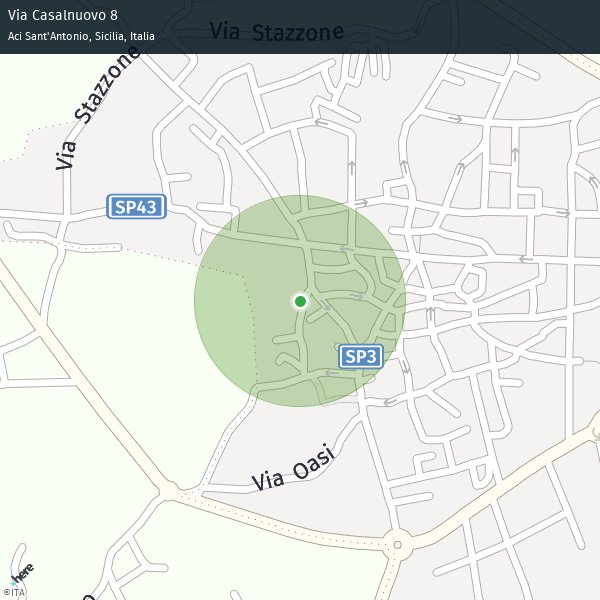 Via Casalnuovo 8
Aci Sant'Antonio, Sicilia, Italia
Via Stazzone
Via Stazzone
SP43
SP3
Via Oasi
here
©ITA